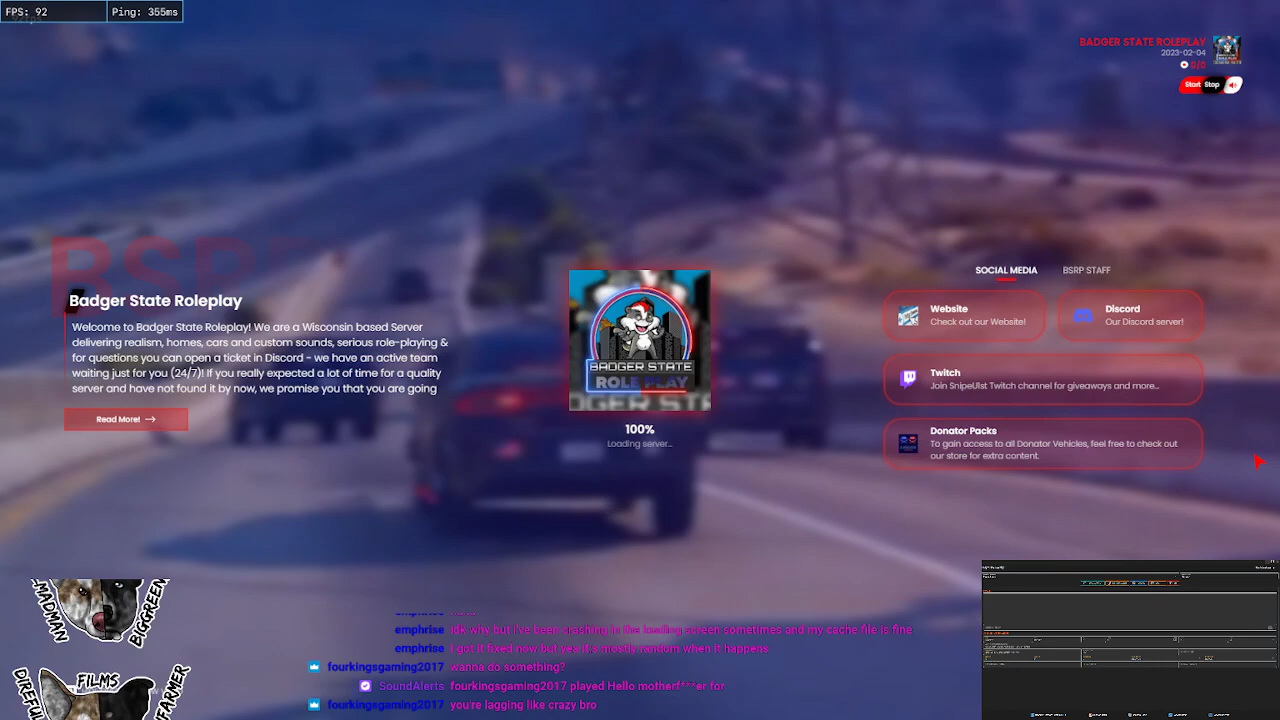 FPS: 92
Ping: 355ms
BADGER STATE ROLEPLAY
2023-02-04
0/0
Start Stop
BSRP
Badger State Roleplay
Welcome to Badger State Roleplay! We are a Wisconsin based Server
delivering realism, homes, cars and custom sounds, serious role-playing &
for questions you can open a ticket in Discord - we have an active team
waiting just for you (24/7)! If you really expected a lot of time for a quality
server and have not found it by now, we promise you that you are going
Read More!
BADGER STATE
ROLE PLAY
100%
Loading server...
SOCIAL MEDIA
BSRP STAFF
Website
Check out our Website!
Discord
Our Discord server!
Twitch
Join SnipeUlst Twitch channel for giveaways and more...
Donator Packs
To gain access to all Donator Vehicles, feel free to check out
our store for extra content.
MADMAN
BIGGREEN
DIREFUL
FILMS
FARMER
emphrise
emphrise idk why but i've been crashing in the loading screen sometimes and my cache file is fine
emphrise I got it fixed now but yea it's mostly random when it happens
fourkingsgaming2017 wanna do something?
SoundAlerts fourkingsgaming2017 played Hello motherf***er for
fourkingsgaming2017 you're lagging like crazy bro